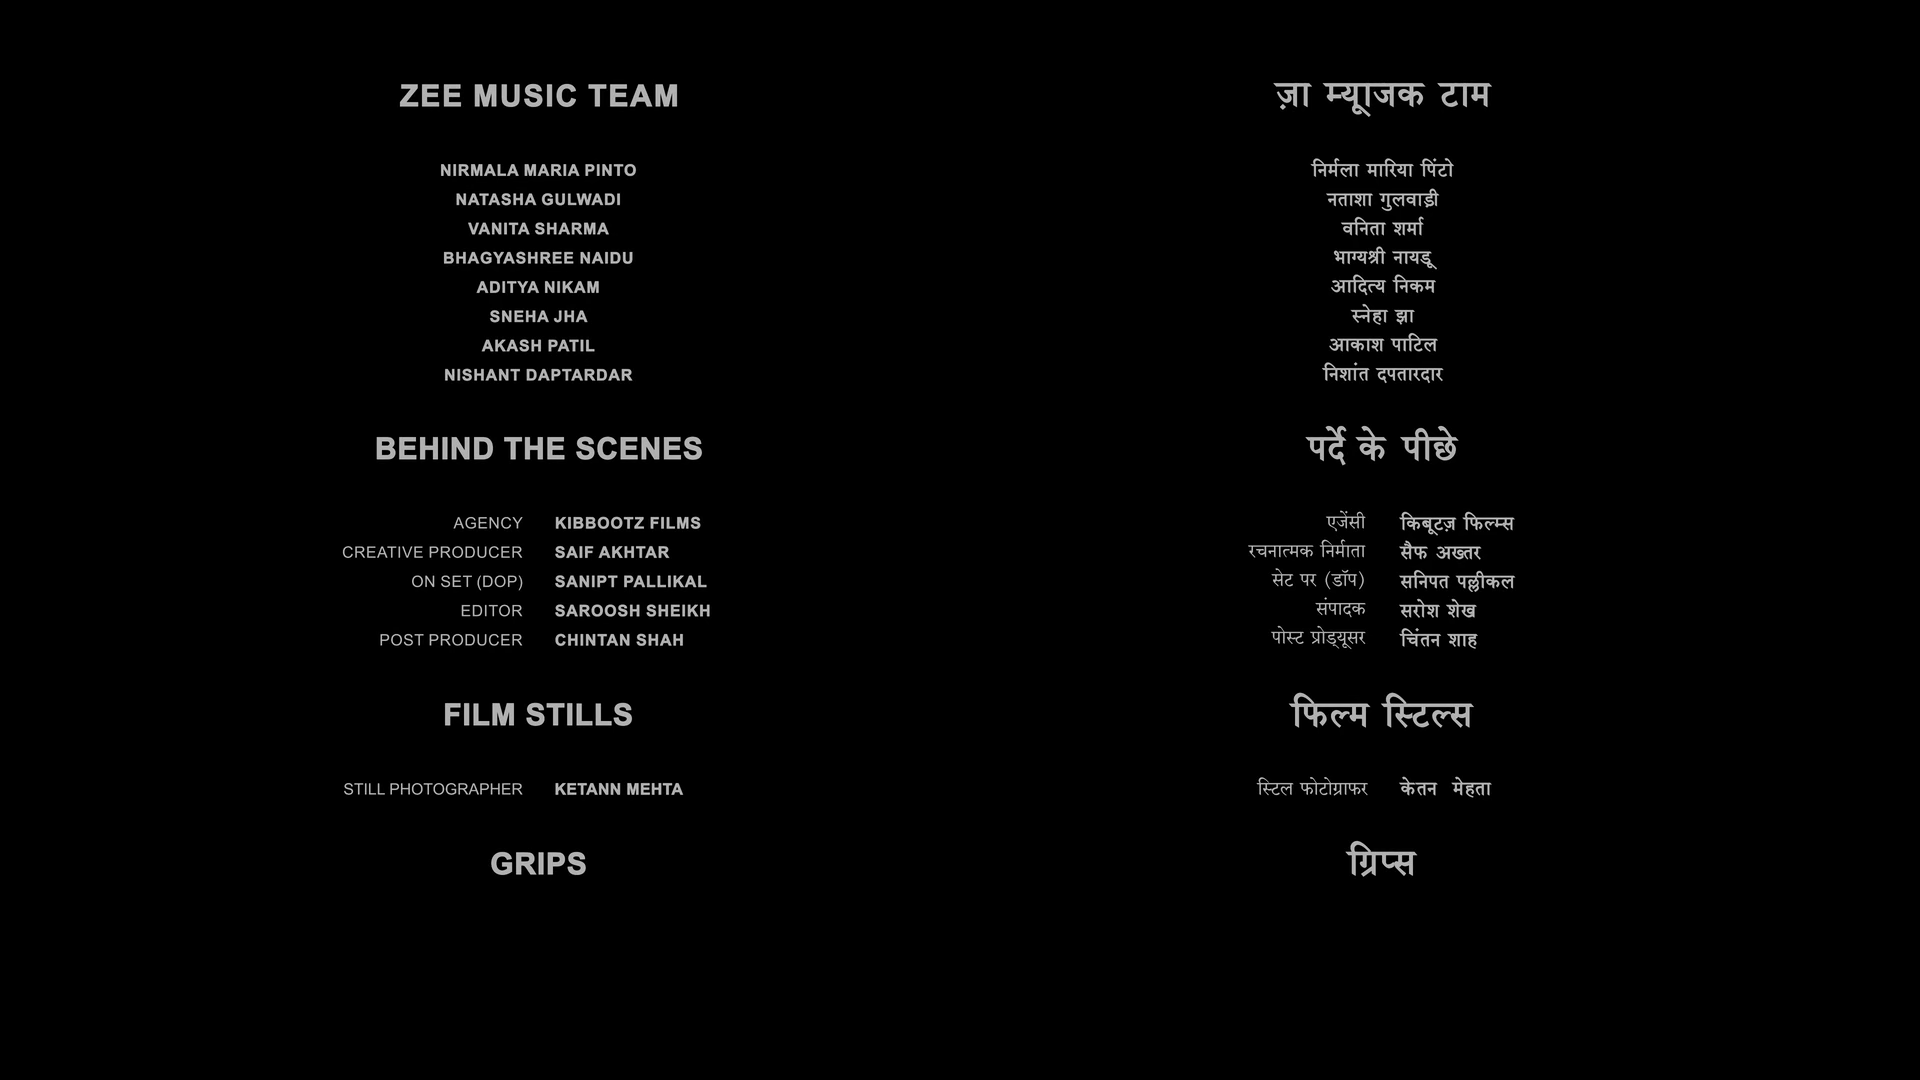 ZEE MUSIC TEAM
NIRMALA MARIA PINTO
NATASHA GULWADI
VANITA SHARMA
BHAGYASHREE NAIDU
ADITYA NIKAM
SNEHA JHA
AKASH PATIL
NISHANT DAPTARDAR
BEHIND THE SCENES
AGENCY KIBBOOTZ FILMS
CREATIVE PRODUCER SAIF AKHTAR
ON SET (DOP) SANIPT PALLIKAL
EDITOR SAROOSH SHEIKH
POST PRODUCER CHINTAN SHAH
FILM STILLS
STILL PHOTOGRAPHER KETANN MEHTA
GRIPS
ज़ा म्यूाजक टाम
निर्मला मारिया पिंटो
नताशा गुलवाड़ी
वनिता शर्मा
भाग्यश्री नायडू
आदित्य निकम
स्नेहा झा
आकाश पाटिल
निशांत दपतारदार
पर्दे के पीछे
एजेंसी किबूटज़ फिल्म्स
रचनात्मक निर्माता सैफ अख्तर
सेट पर (डॉप) सनिपत पल्लीकल
संपादक सरोश शेख
पोस्ट प्रोड्यूसर चिंतन शाह
फिल्म स्टिल्स
स्टिल फोटोग्राफर केतन मेहता
ग्रिप्स